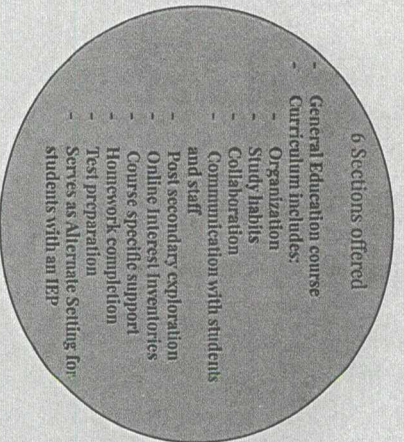 6 Sections offered
- General Education course
- Curriculum includes:
- Organization
- Study habits
- Collaboration
- Communication with students
and staff
- Post secondary exploration
- Online Interest Inventories
- Course specific support
- Homework completion
- Test preparation
- Serves as Alternate Setting for
students with an IEP